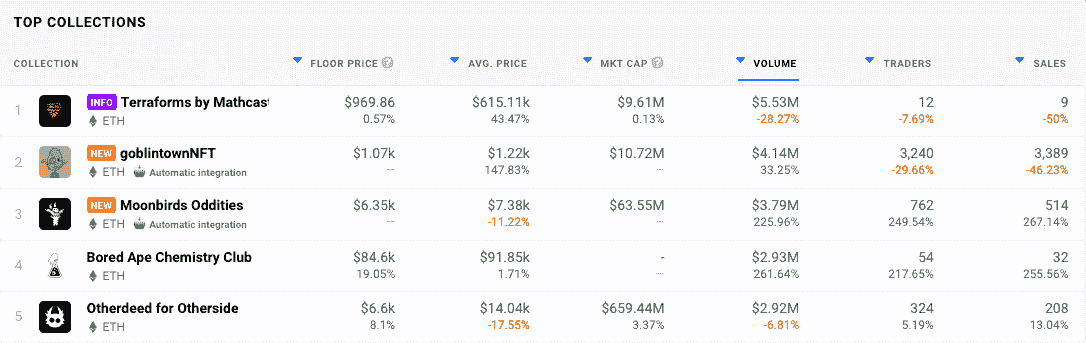 TOP COLLECTIONS
COLLECTION FLOOR PRICE ? AVG. PRICE MKT CAP ? VOLUME TRADERS SALES
1 INFO Terraforms by Mathcast $969.86 $615.11k $9.61M $5.53M 12 9
ETH 0.57% 43.47% 0.13% -28.27% -7.69% -50%
2 NEW goblintownNFT $1.07k $1.22k $10.72M $4.14M 3,240 3,389
ETH Automatic integration --- 147.83% --- 33.25% -29.66% -46.23%
3 NEW Moonbirds Oddities $6.35k $7.38k $63.55M $3.79M 762 514
ETH Automatic integration --- -11.22% --- 225.96% 249.54% 267.14%
4 Bored Ape Chemistry Club $84.6k $91.85k - $2.93M 54 32
ETH 19.05% 1.71% --- 261.64% 217.65% 255.56%
5 Otherdeed for Otherside $6.6k $14.04k $659.44M $2.92M 324 208
ETH 8.1% -17.55% 3.37% -6.81% 5.19% 13.04%